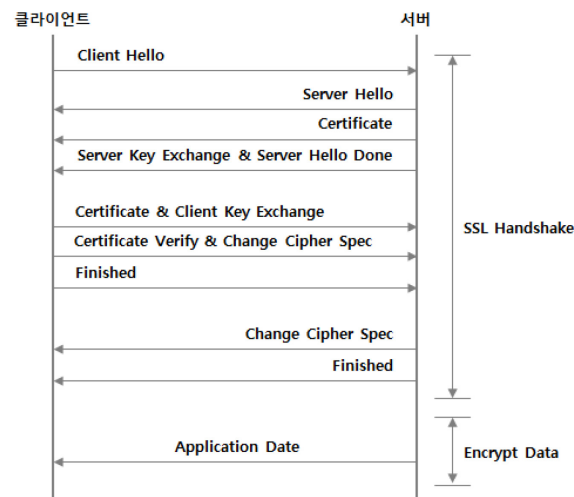 클라이언트 서버
Client Hello
Server Hello
Certificate
Server Key Exchange & Server Hello Done
Certificate & Client Key Exchange
SSL Handshake
Certificate Verify & Change Cipher Spec
Finished
Change Cipher Spec
Finished
Application Date
Encrypt Data